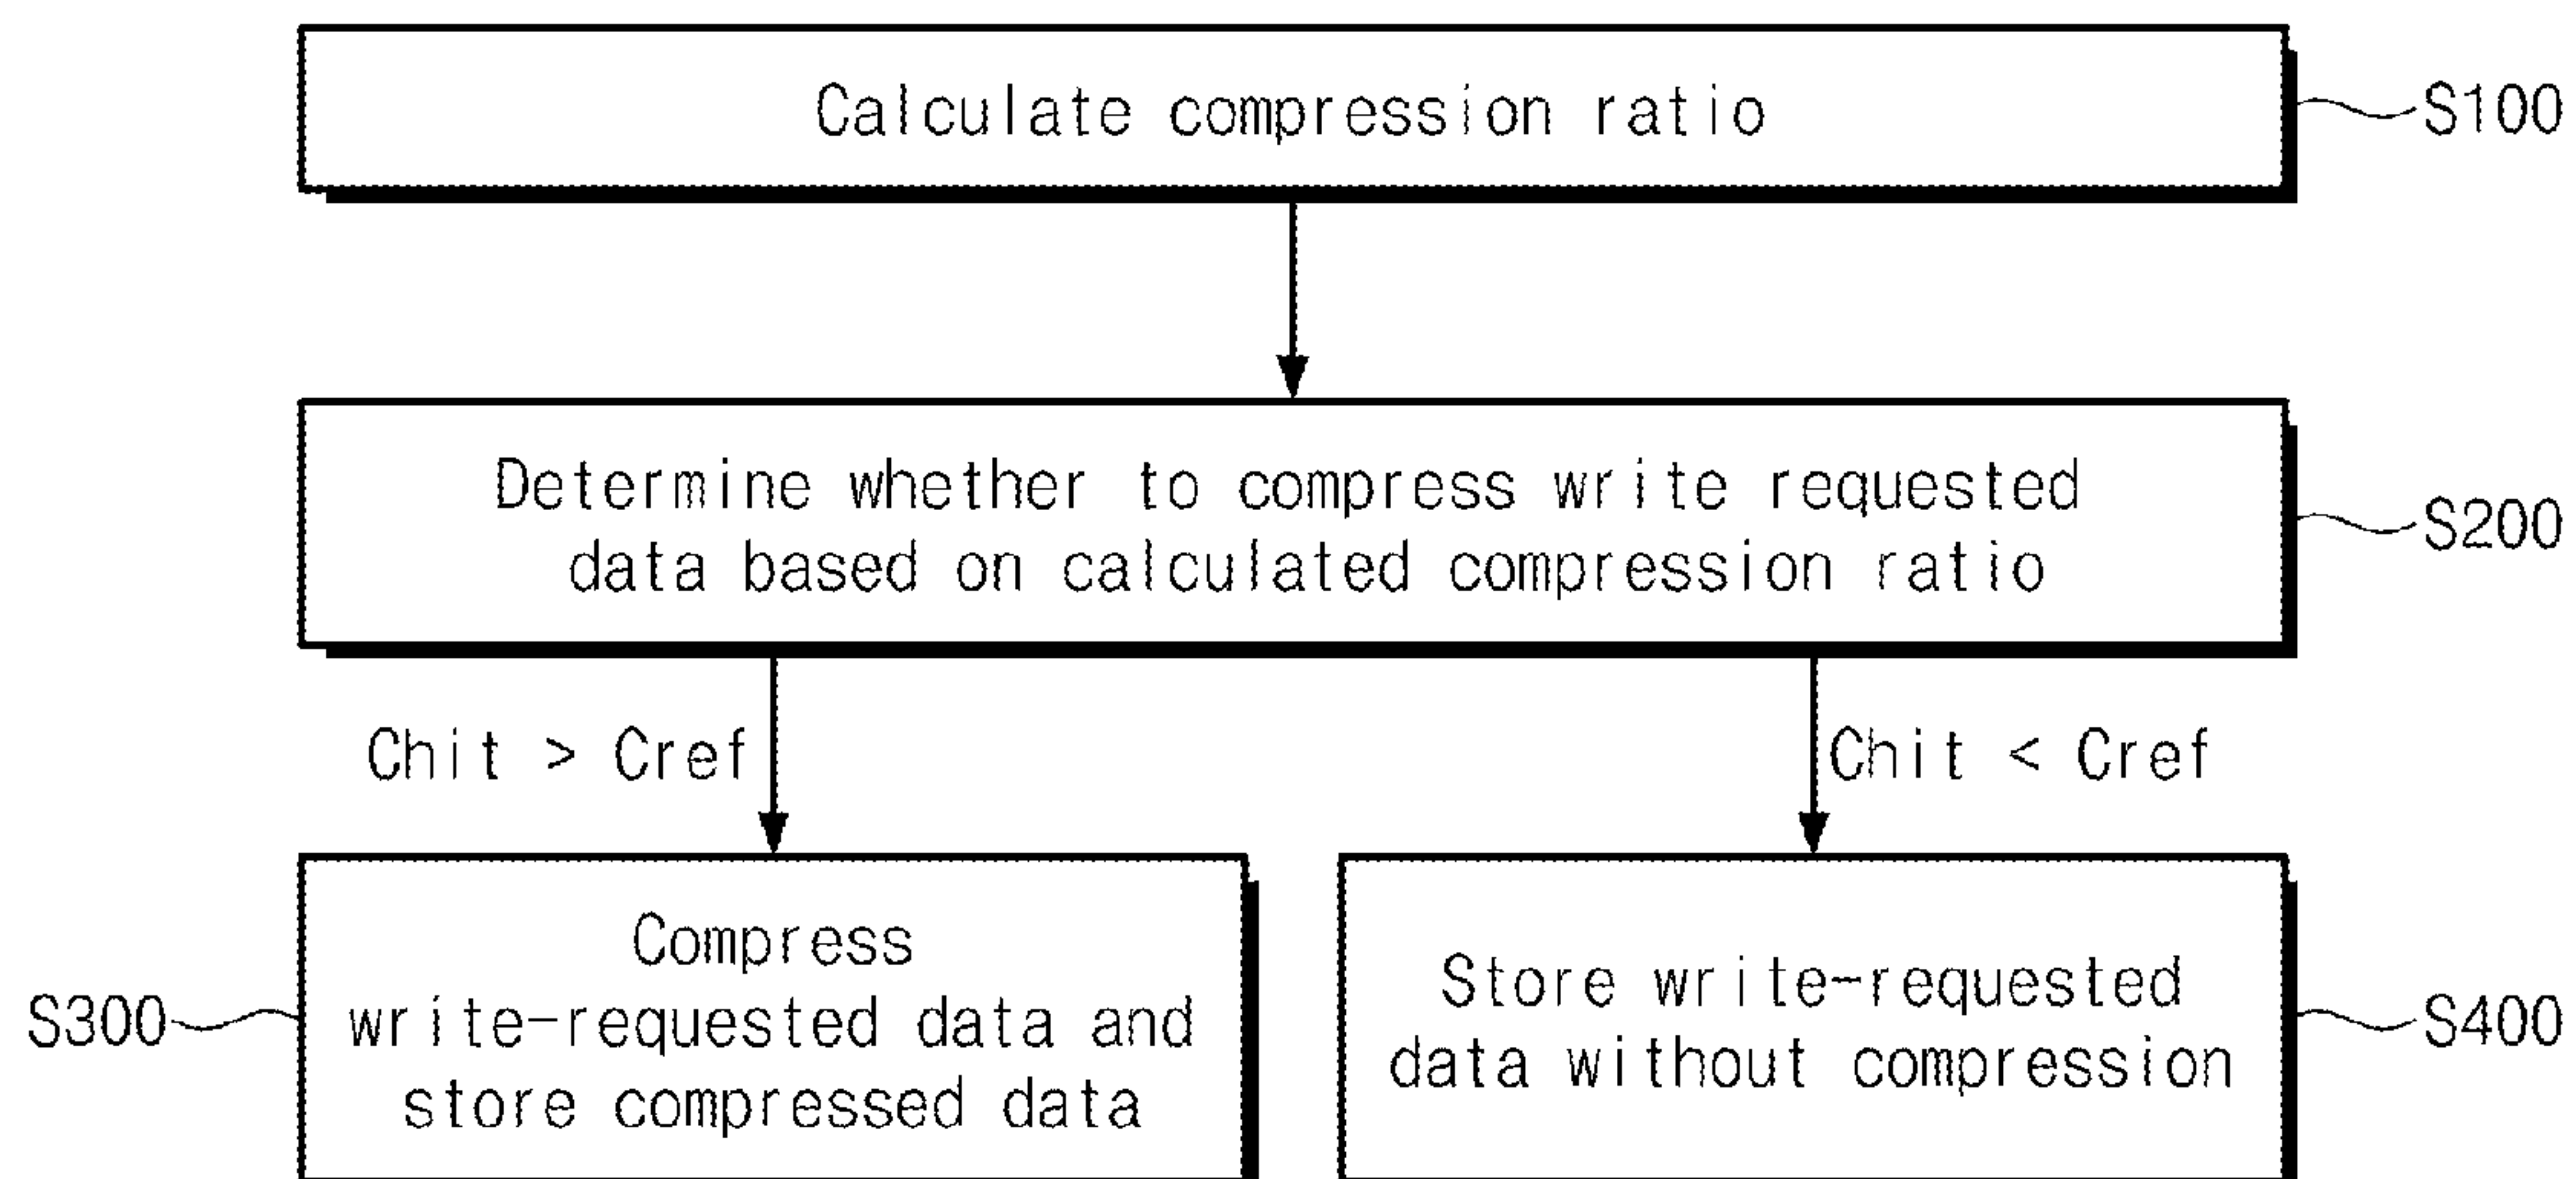 Calculate compression ratio
S100
Determine whether to compress write requested
data based on calculated compression ratio
S200
Chit > Cref
Chit < Cref
Compress
write-requested data and
store compressed data
S300
Store write-requested
data without compression
S400